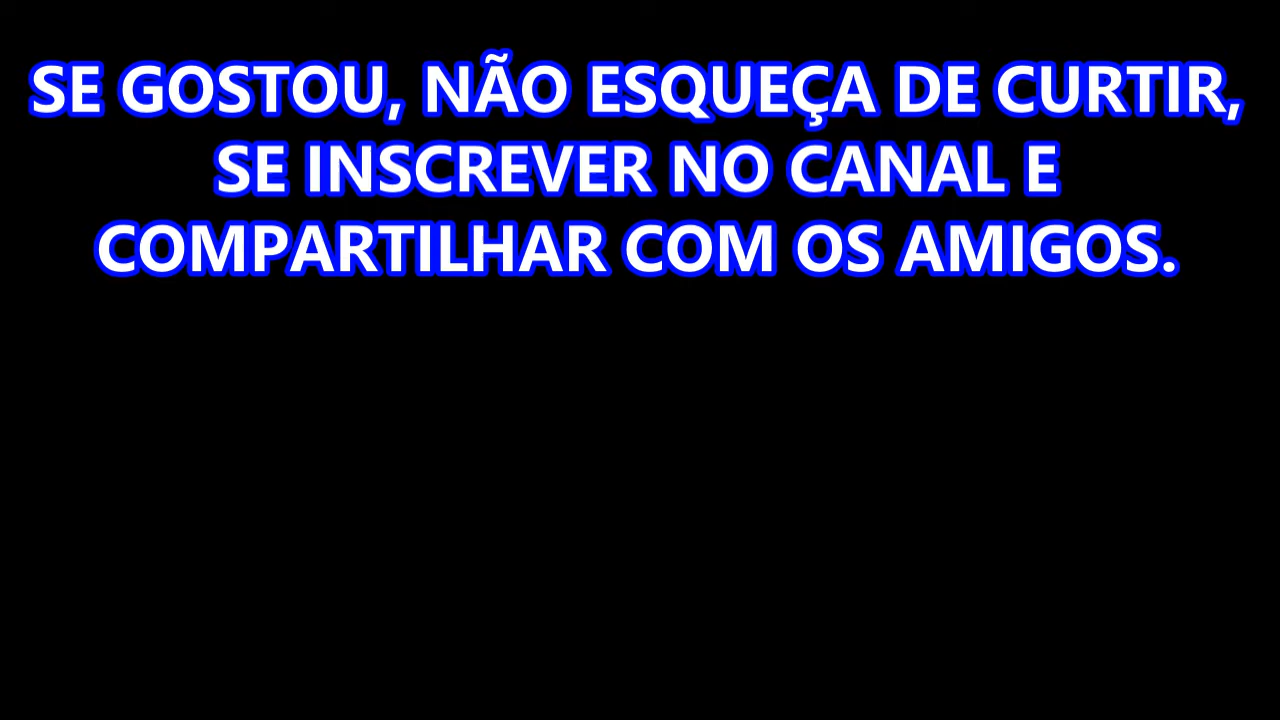 SE GOSTOU, NÃO ESQUEÇA DE CURTIR,
SE INSCREVER NO CANAL E
COMPARTILHAR COM OS AMIGOS.